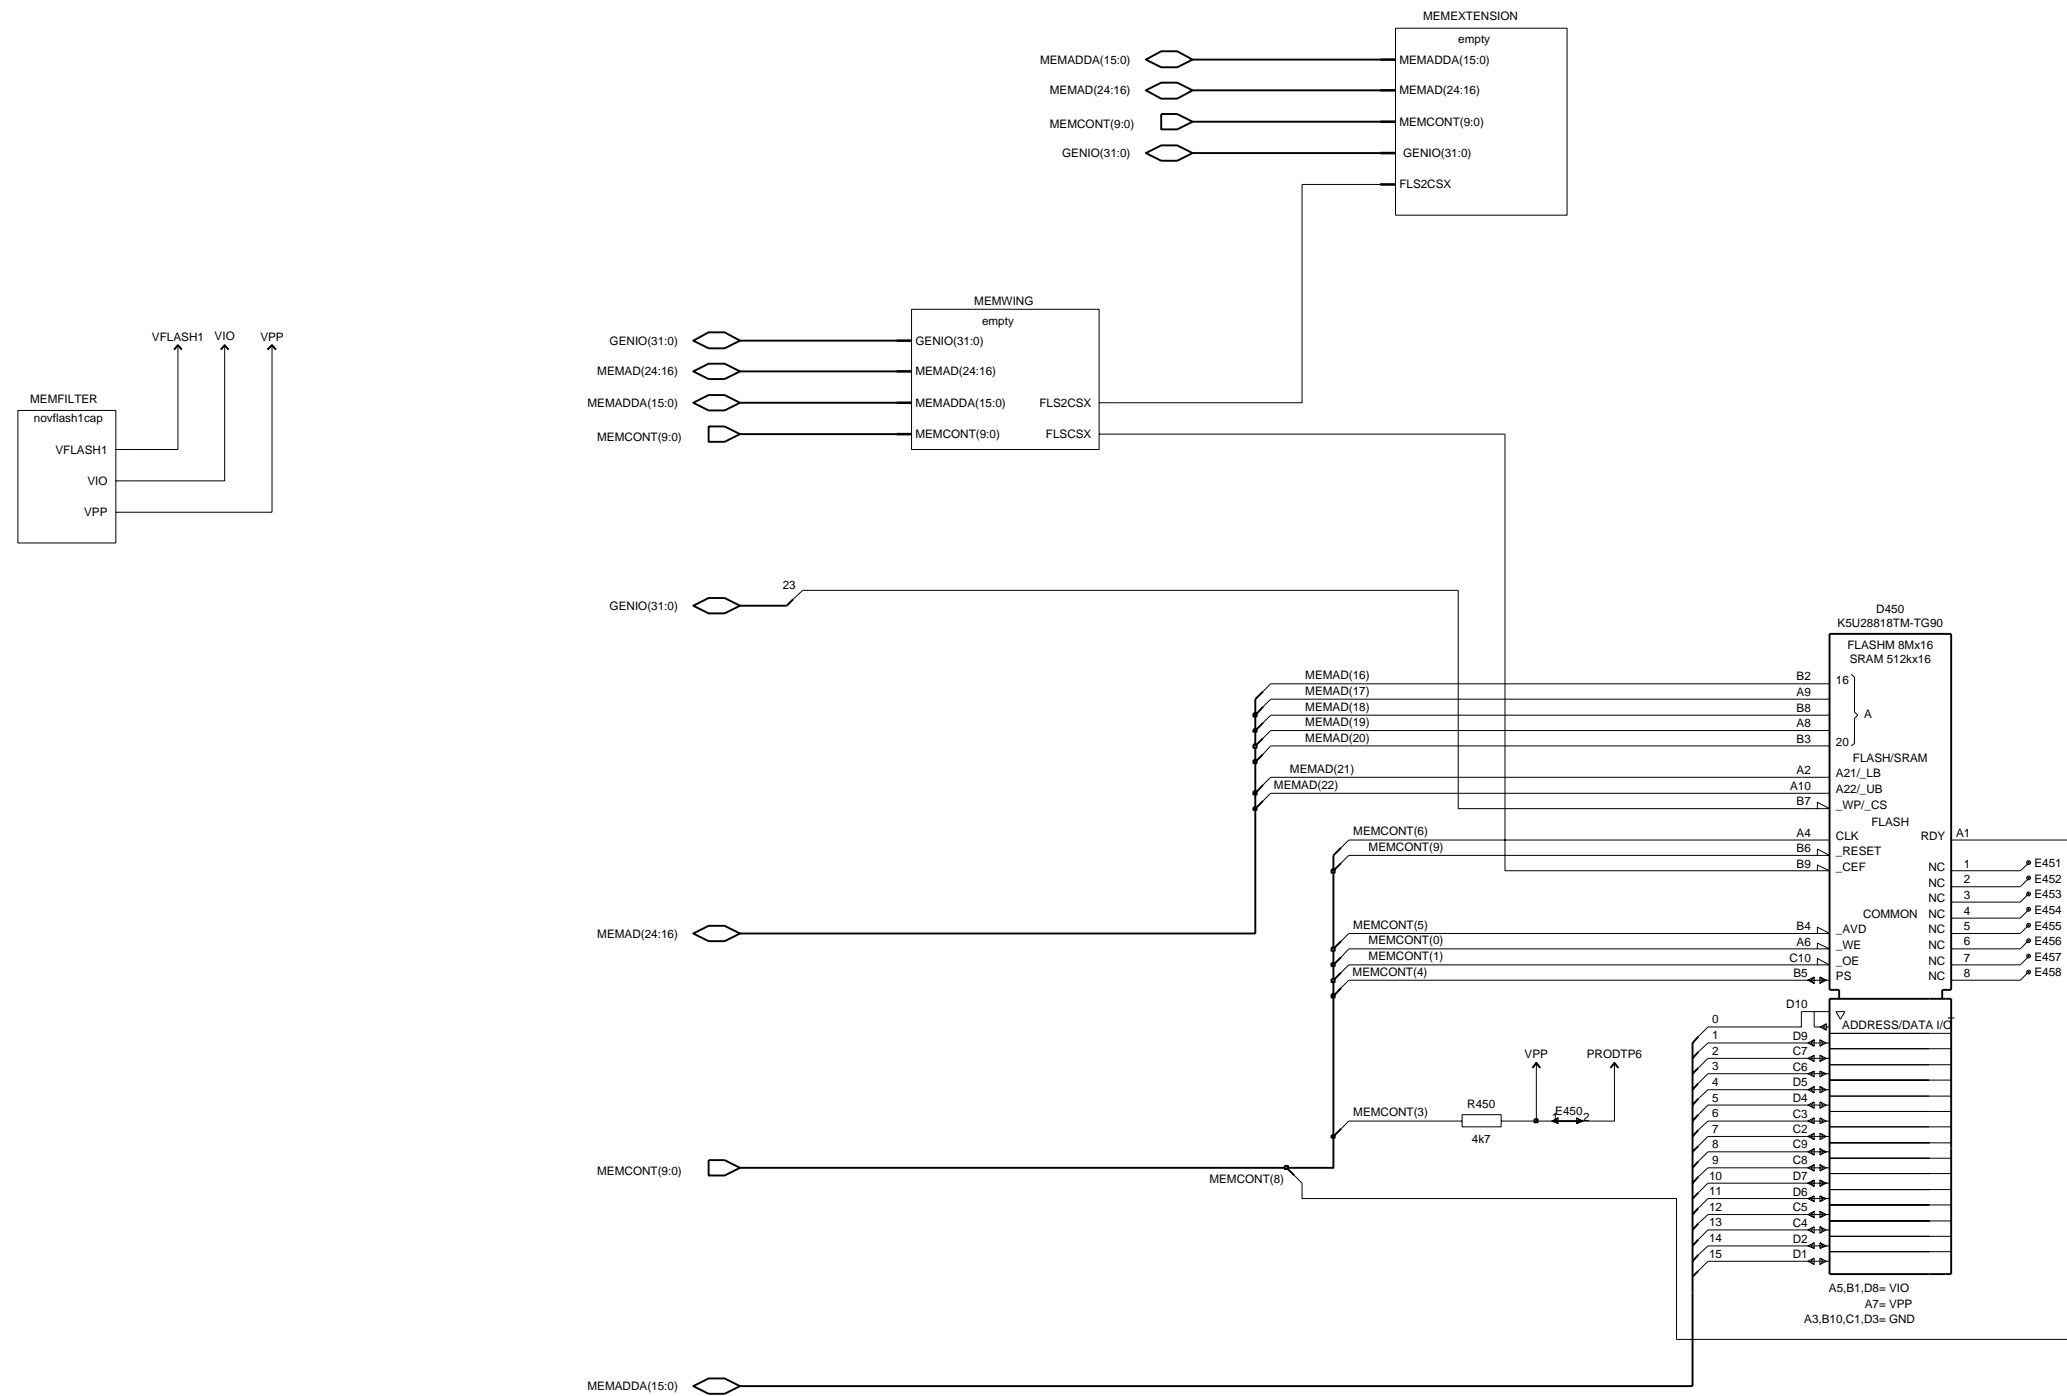 MEMEXTENSION
empty
MEMADDA(15:0) MEMADDA(15:0)
MEMAD(24:16) MEMAD(24:16)
MEMCONT(9:0) MEMCONT(9:0)
GENIO(31:0) GENIO(31:0)
FLS2CSX
MEMWING
empty
GENIO(31:0) GENIO(31:0)
MEMAD(24:16) MEMAD(24:16)
MEMADDA(15:0) MEMADDA(15:0) FLS2CSX
MEMCONT(9:0) MEMCONT(9:0) FLSCSX
VFLASH1 VIO VPP
MEMFILTER
novflash1cap
VFLASH1
VIO
VPP
23
GENIO(31:0)
D450
K5U28818TM-TG90
FLASHM 8Mx16
SRAM 512kx16
MEMAD(16) B2 16
MEMAD(17) A9
MEMAD(18) B8 A
MEMAD(19) A8
MEMAD(20) B3 20
FLASH/SRAM
MEMAD(21) A2 A21/_LB
MEMAD(22) A10 A22/_UB
B7 _WP/_CS
FLASH
MEMCONT(6) A4 CLK RDY A1
MEMCONT(9) B6 _RESET
B9 _CEF NC 1 E451
NC 2 E452
NC 3 E453
COMMON NC 4 E454
MEMCONT(5) B4 _AVD NC 5 E455
MEMCONT(0) A6 _WE NC 6 E456
MEMCONT(1) C10 _OE NC 7 E457
MEMCONT(4) B5 PS NC 8 E458
MEMAD(24:16)
D10
0 ADDRESS/DATA I/O
1 D9
2 C7
3 C6
4 D5
5 D4
6 C3
7 C2
8 C9
9 C8
10 D7
11 D6
12 C5
13 C4
14 D2
15 D1
VPP PRODTP6
MEMCONT(3) R450 1 E450 2
4k7
MEMCONT(9:0)
MEMCONT(8)
A5,B1,D8= VIO
A7= VPP
A3,B10,C1,D3= GND
MEMADDA(15:0)